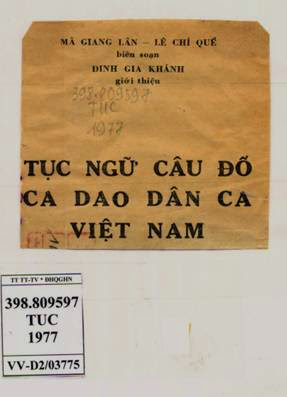 MÃ GIANG LÂN – LÊ CHÍ QUẾ
biên soạn
ĐINH GIA KHÁNH
giới thiệu
398.809598
TUC
1977
TỤC NGỮ CÂU ĐỐ
CA DAO DÂN CA
VIỆT NAM
TT TT-TV * ĐHQGHN
398.809597
TUC
1977
VV-D2/03775